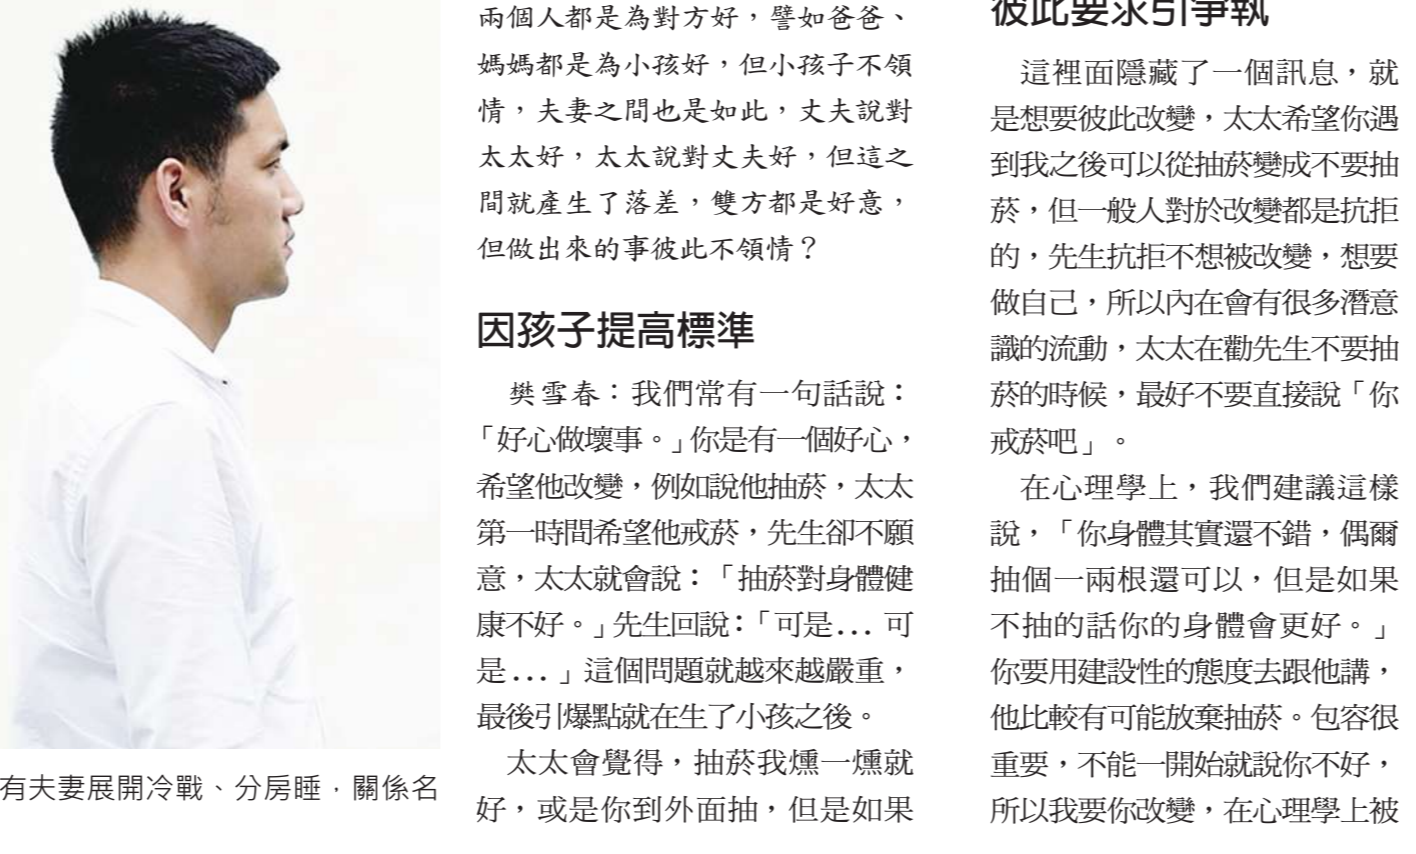 兩個人都是為對方好，譬如爸爸、
媽媽都是為小孩好，但小孩子不領
情，夫妻之間也是如此，丈夫說對
太太好，太太說對丈夫好，但這之
間就產生了落差，雙方都是好意，
但做出來的事彼此不領情？
因孩子提高標準
樊雪春：我們常有一句話說：
「好心做壞事。」你是有一個好心，
希望他改變，例如說他抽菸，太太
第一時間希望他戒菸，先生卻不願
意，太太就會說：「抽菸對身體健
康不好。」先生回說：「可是... 可
是...」這個問題就越來越嚴重，
最後引爆點就在生了小孩之後。
太太會覺得，抽菸我燻一燻就
好，或是你到外面抽，但是如果
彼此要求引爭執
這裡面隱藏了一個訊息，就
是想要彼此改變，太太希望你遇
到我之後可以從抽菸變成不要抽
菸，但一般人對於改變都是抗拒
的，先生抗拒不想被改變，想要
做自己，所以內在會有很多潛意
識的流動，太太在勸先生不要抽
菸的時候，最好不要直接說「你
戒菸吧」。
在心理學上，我們建議這樣
說，「你身體其實還不錯，偶爾
抽個一兩根還可以，但是如果
不抽的話你的身體會更好。」
你要用建設性的態度去跟他講，
他比較有可能放棄抽菸。包容很
重要，不能一開始就說你不好，
所以我要你改變，在心理學上被
有夫妻展開冷戰、分房睡，關係名